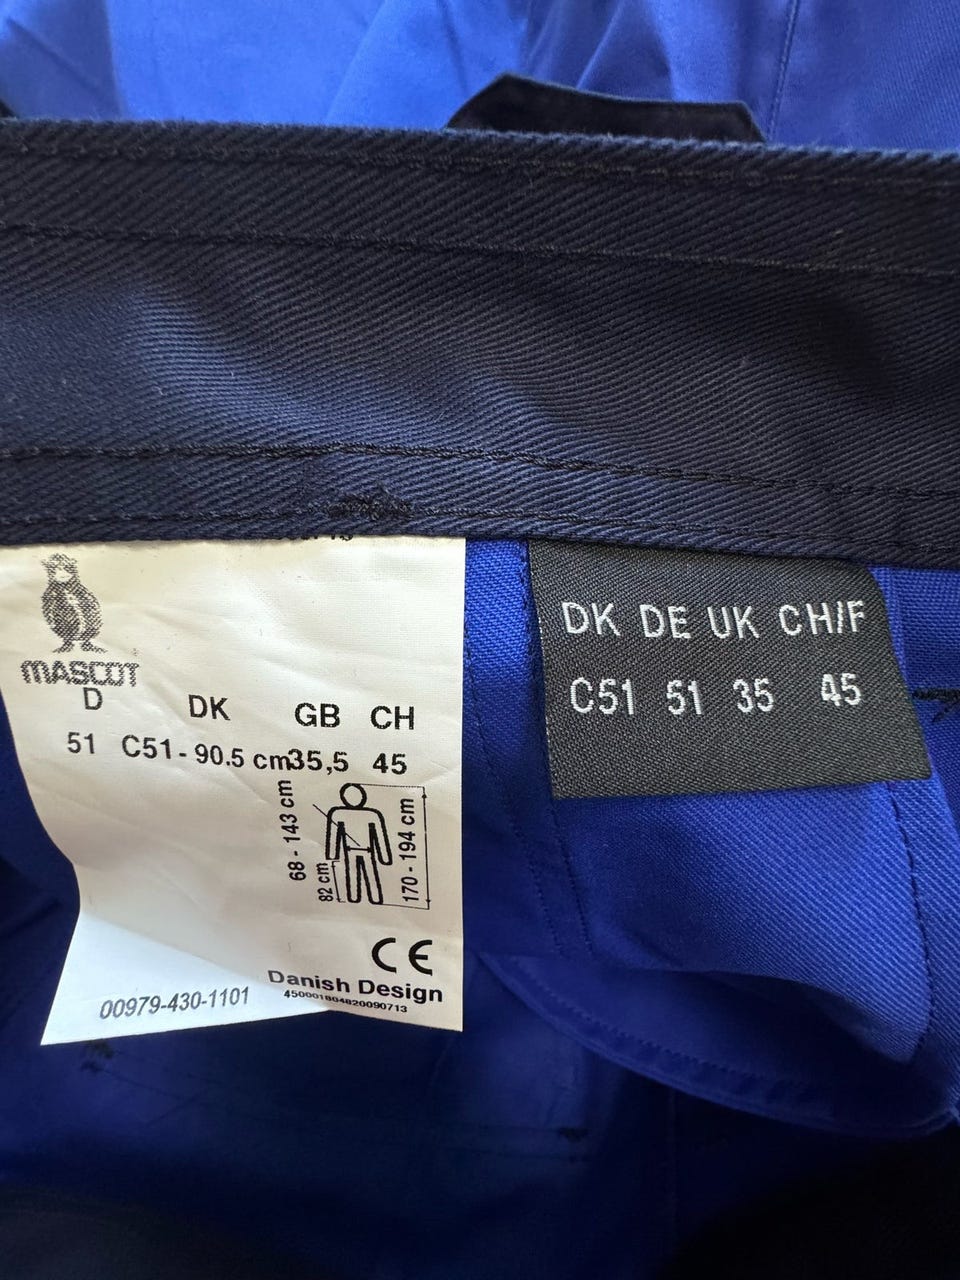 MASCOT
D DK GB CH
51 C51 - 90.5 cm 35,5 45
68 - 143 cm
82 cm
170 - 194 cm
CE
Danish Design
450001804820090713
00979-430-1101
DK DE UK CH/F
C51 51 35 45